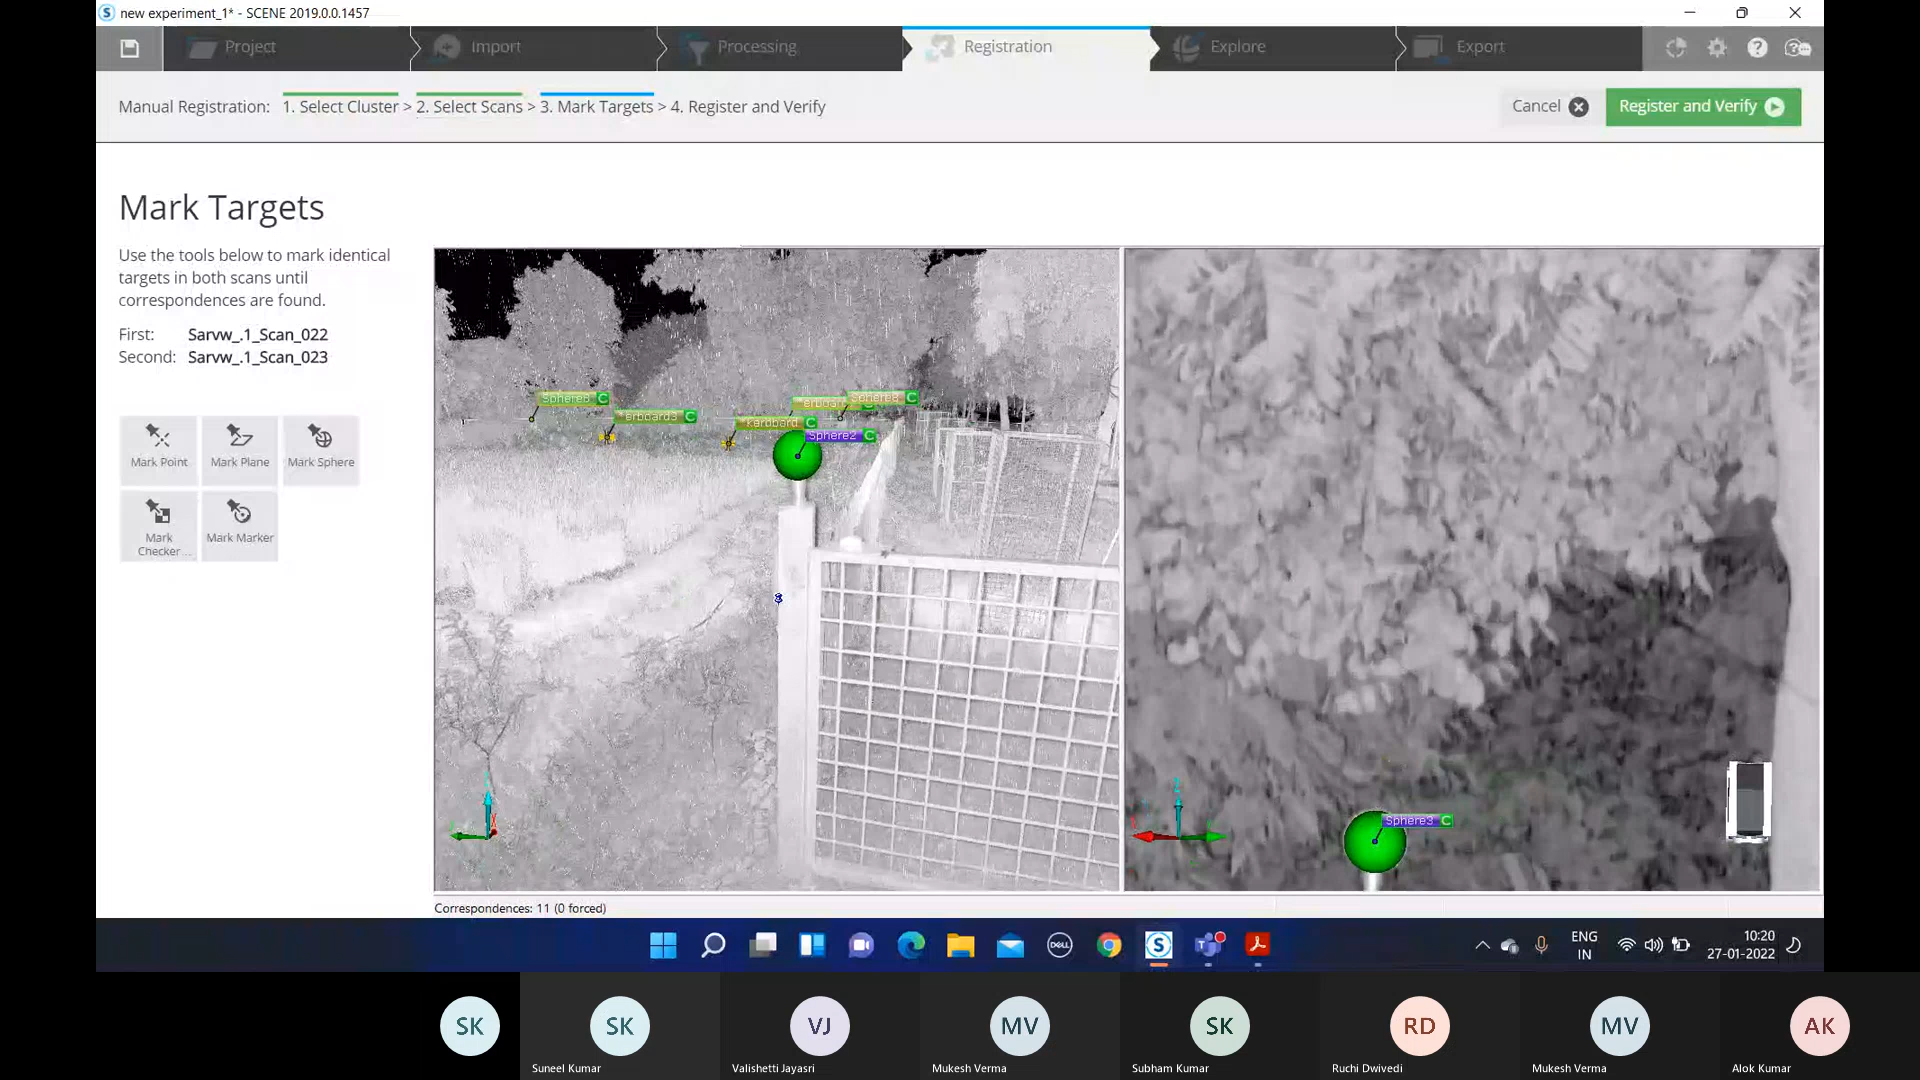 new experiment_1* - SCENE 2019.0.0.1457
Project
Import
Processing
Registration
Explore
Export
Manual Registration: 1. Select Cluster > 2. Select Scans > 3. Mark Targets > 4. Register and Verify
Cancel
Register and Verify
Mark Targets
Use the tools below to mark identical
targets in both scans until
correspondences are found.
First: Sarvw_.1_Scan_022
Second: Sarvw_.1_Scan_023
Mark Point
Mark Plane
Mark Sphere
Mark
Checker...
Mark Marker
erboard3 C
Sphere2 C
Sphere3 C
Correspondences: 11 (0 forced)
DELL
S
ENG
IN
10:20
27-01-2022
SK
SK
VJ
MV
SK
RD
MV
AK
Suneel Kumar
Valishetti Jayasri
Mukesh Verma
Subham Kumar
Ruchi Dwivedi
Mukesh Verma
Alok Kumar